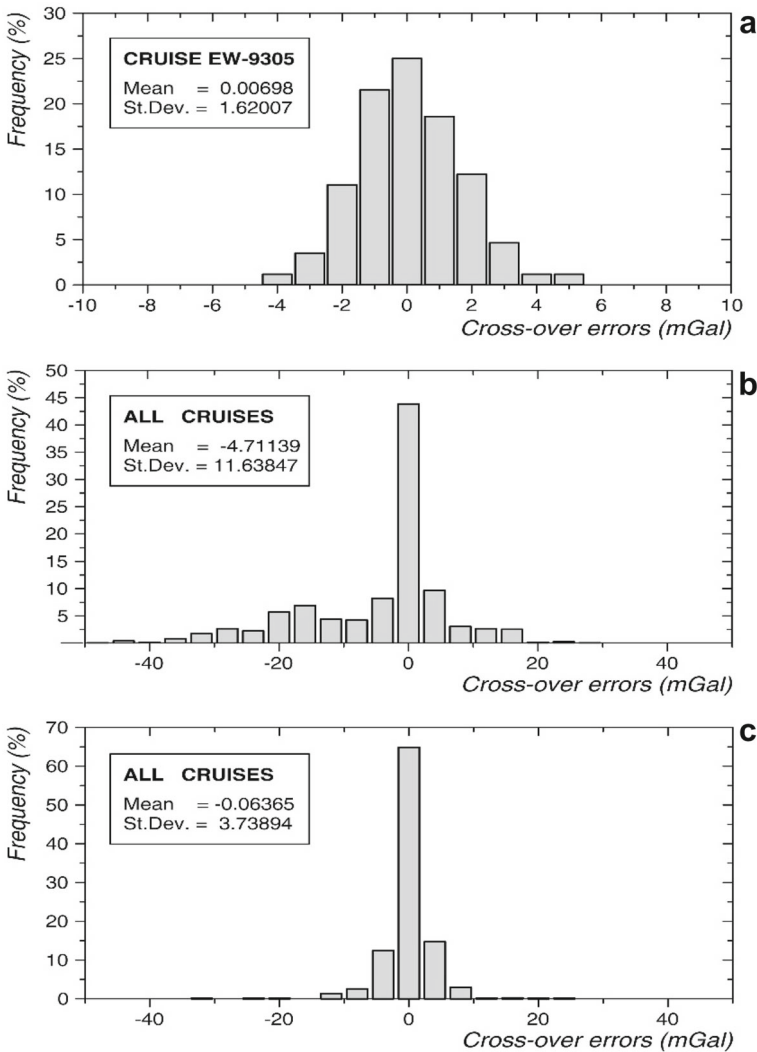 a
30
25
20
15
10
5
0
Frequency (%)
CRUISE EW-9305
Mean = 0.00698
St.Dev. = 1.62007
-10 -8 -6 -4 -2 0 2 4 6 8 10
Cross-over errors (mGal)
b
50
45
40
35
30
25
20
15
10
5
Frequency (%)
ALL CRUISES
Mean = -4.71139
St.Dev. = 11.63847
-40 -20 0 20 40
Cross-over errors (mGal)
c
70
60
50
40
30
20
10
0
Frequency (%)
ALL CRUISES
Mean = -0.06365
St.Dev. = 3.73894
-40 -20 0 20 40
Cross-over errors (mGal)